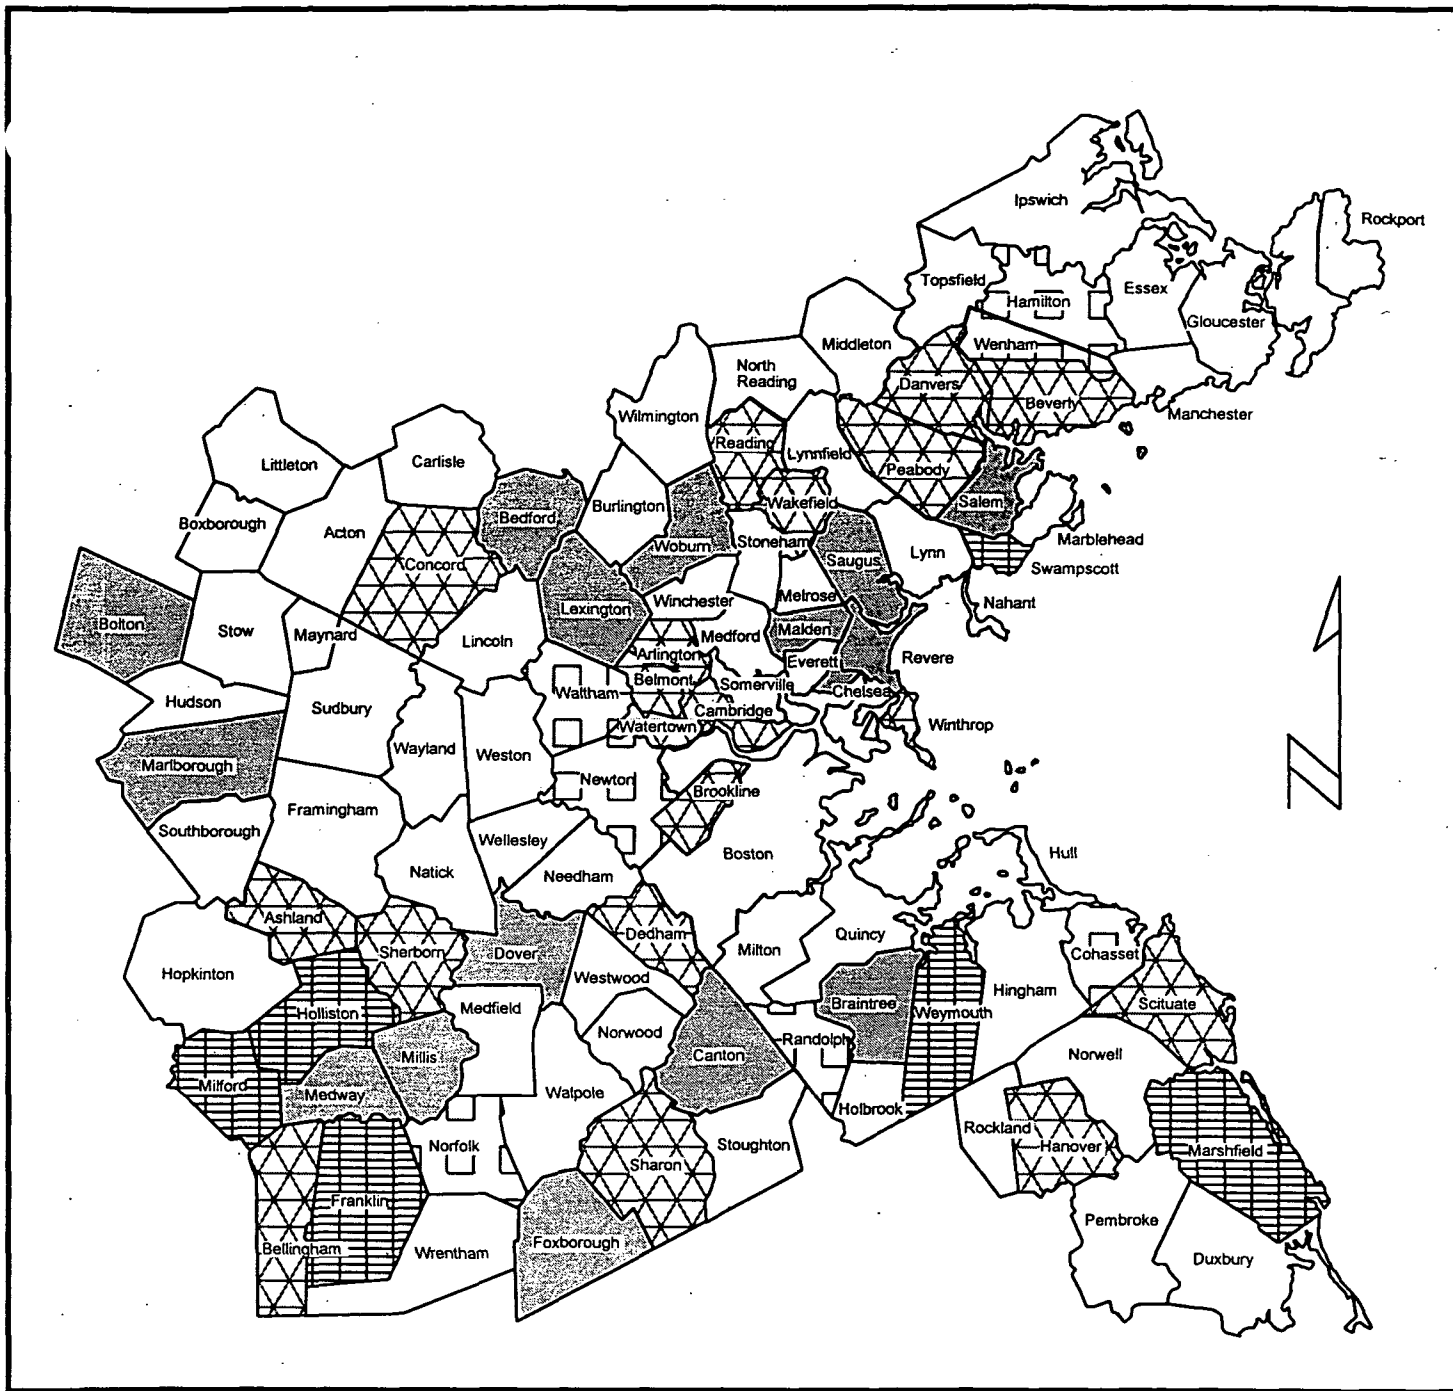 Ipswich
Rockport
Topsfield
Hamilton
Essex
Gloucester
Middleton
Wenham
North
Reading
Danvers
Beverly
Manchester
Wilmington
Reading
Lynnfield
Peabody
Littleton
Carlisle
Salem
Boxborough
Acton
Bedford
Burlington
Wakefield
Woburn
Stoneham
Marblehead
Concord
Saugus
Lynn
Swampscott
Bolton
Stow
Maynard
Lincoln
Lexington
Winchester
Melrose
Nahant
Malden
Medford
Arlington
Everett
Revere
Belmont
Somerville
Chelsea
Waltham
Hudson
Sudbury
Cambridge
Winthrop
Watertown
Wayland
Weston
Marlborough
Newton
Brookline
Framingham
Southborough
Wellesley
Boston
Hull
Natick
Needham
Ashland
Dedham
Quincy
Milton
Cohasset
Sherborn
Dover
Hopkinton
Westwood
Hingham
Scituate
Medfield
Braintree
Weymouth
Holliston
Norwood
Randolph
Norwell
Canton
Millis
Milford
Medway
Walpole
Holbrook
Rockland
Norfolk
Stoughton
Hanover
Marshfield
Sharon
Franklin
Pembroke
Bellingham
Wrentham
Foxborough
Duxbury